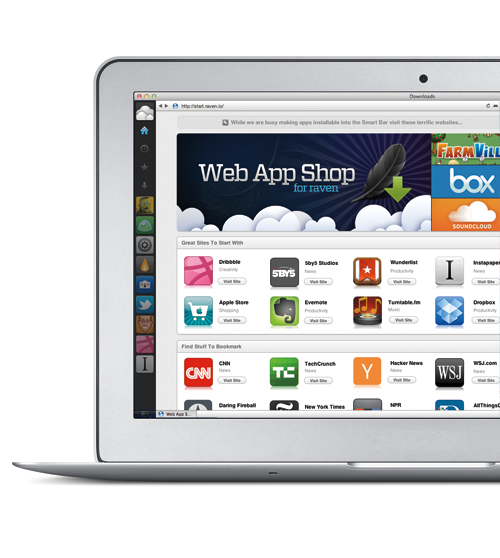 Downloads
http://start.raven.io/
While we are busy making apps installable into the Smart Bar visit these terrific websites...
Web App Shop
for raven
FARMVILL
box
SOUNDCLOUD
Great Sites To Start With
Dribbble
Creativity
Visit Site
5BY5
5by5 Studios
News
Visit Site
Wunderlist
Productivity
Visit Site
I
Instapape
News
Visit Site
Apple Store
Shopping
Visit Site
Evernote
Productivity
Visit Site
Turntable.fm
Music
Visit Site
Dropbox
Productivity
Visit Site
Find Stuff To Bookmark
CNN
CNN
News
Visit Site
TC
TechCrunch
News
Visit Site
Y
Hacker News
News
Visit Site
WSJ
WSJ.com
News
Visit Site
Daring Fireball
New York Times
NPR
AllThingsD
I
Web App S...